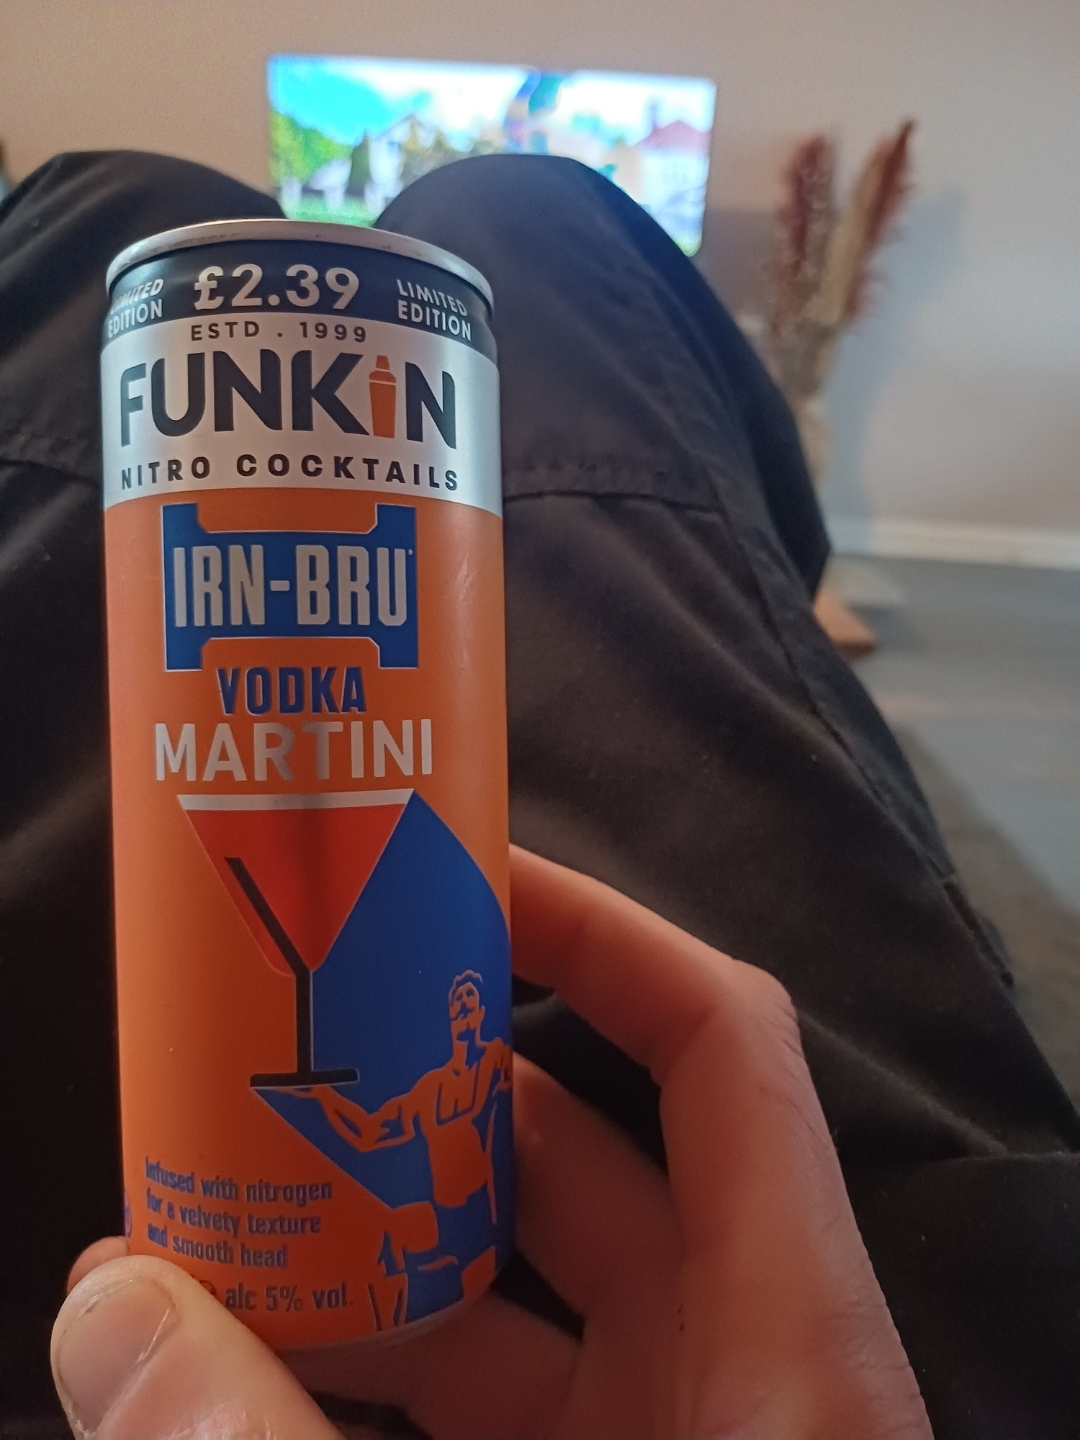 LIMITED EDITION £2.39 LIMITED EDITION
ESTD . 1999
FUNKIN
NITRO COCKTAILS
IRN-BRU
VODKA
MARTINI
Infused with nitrogen
for a velvety texture
and smooth head
alc 5% vol.